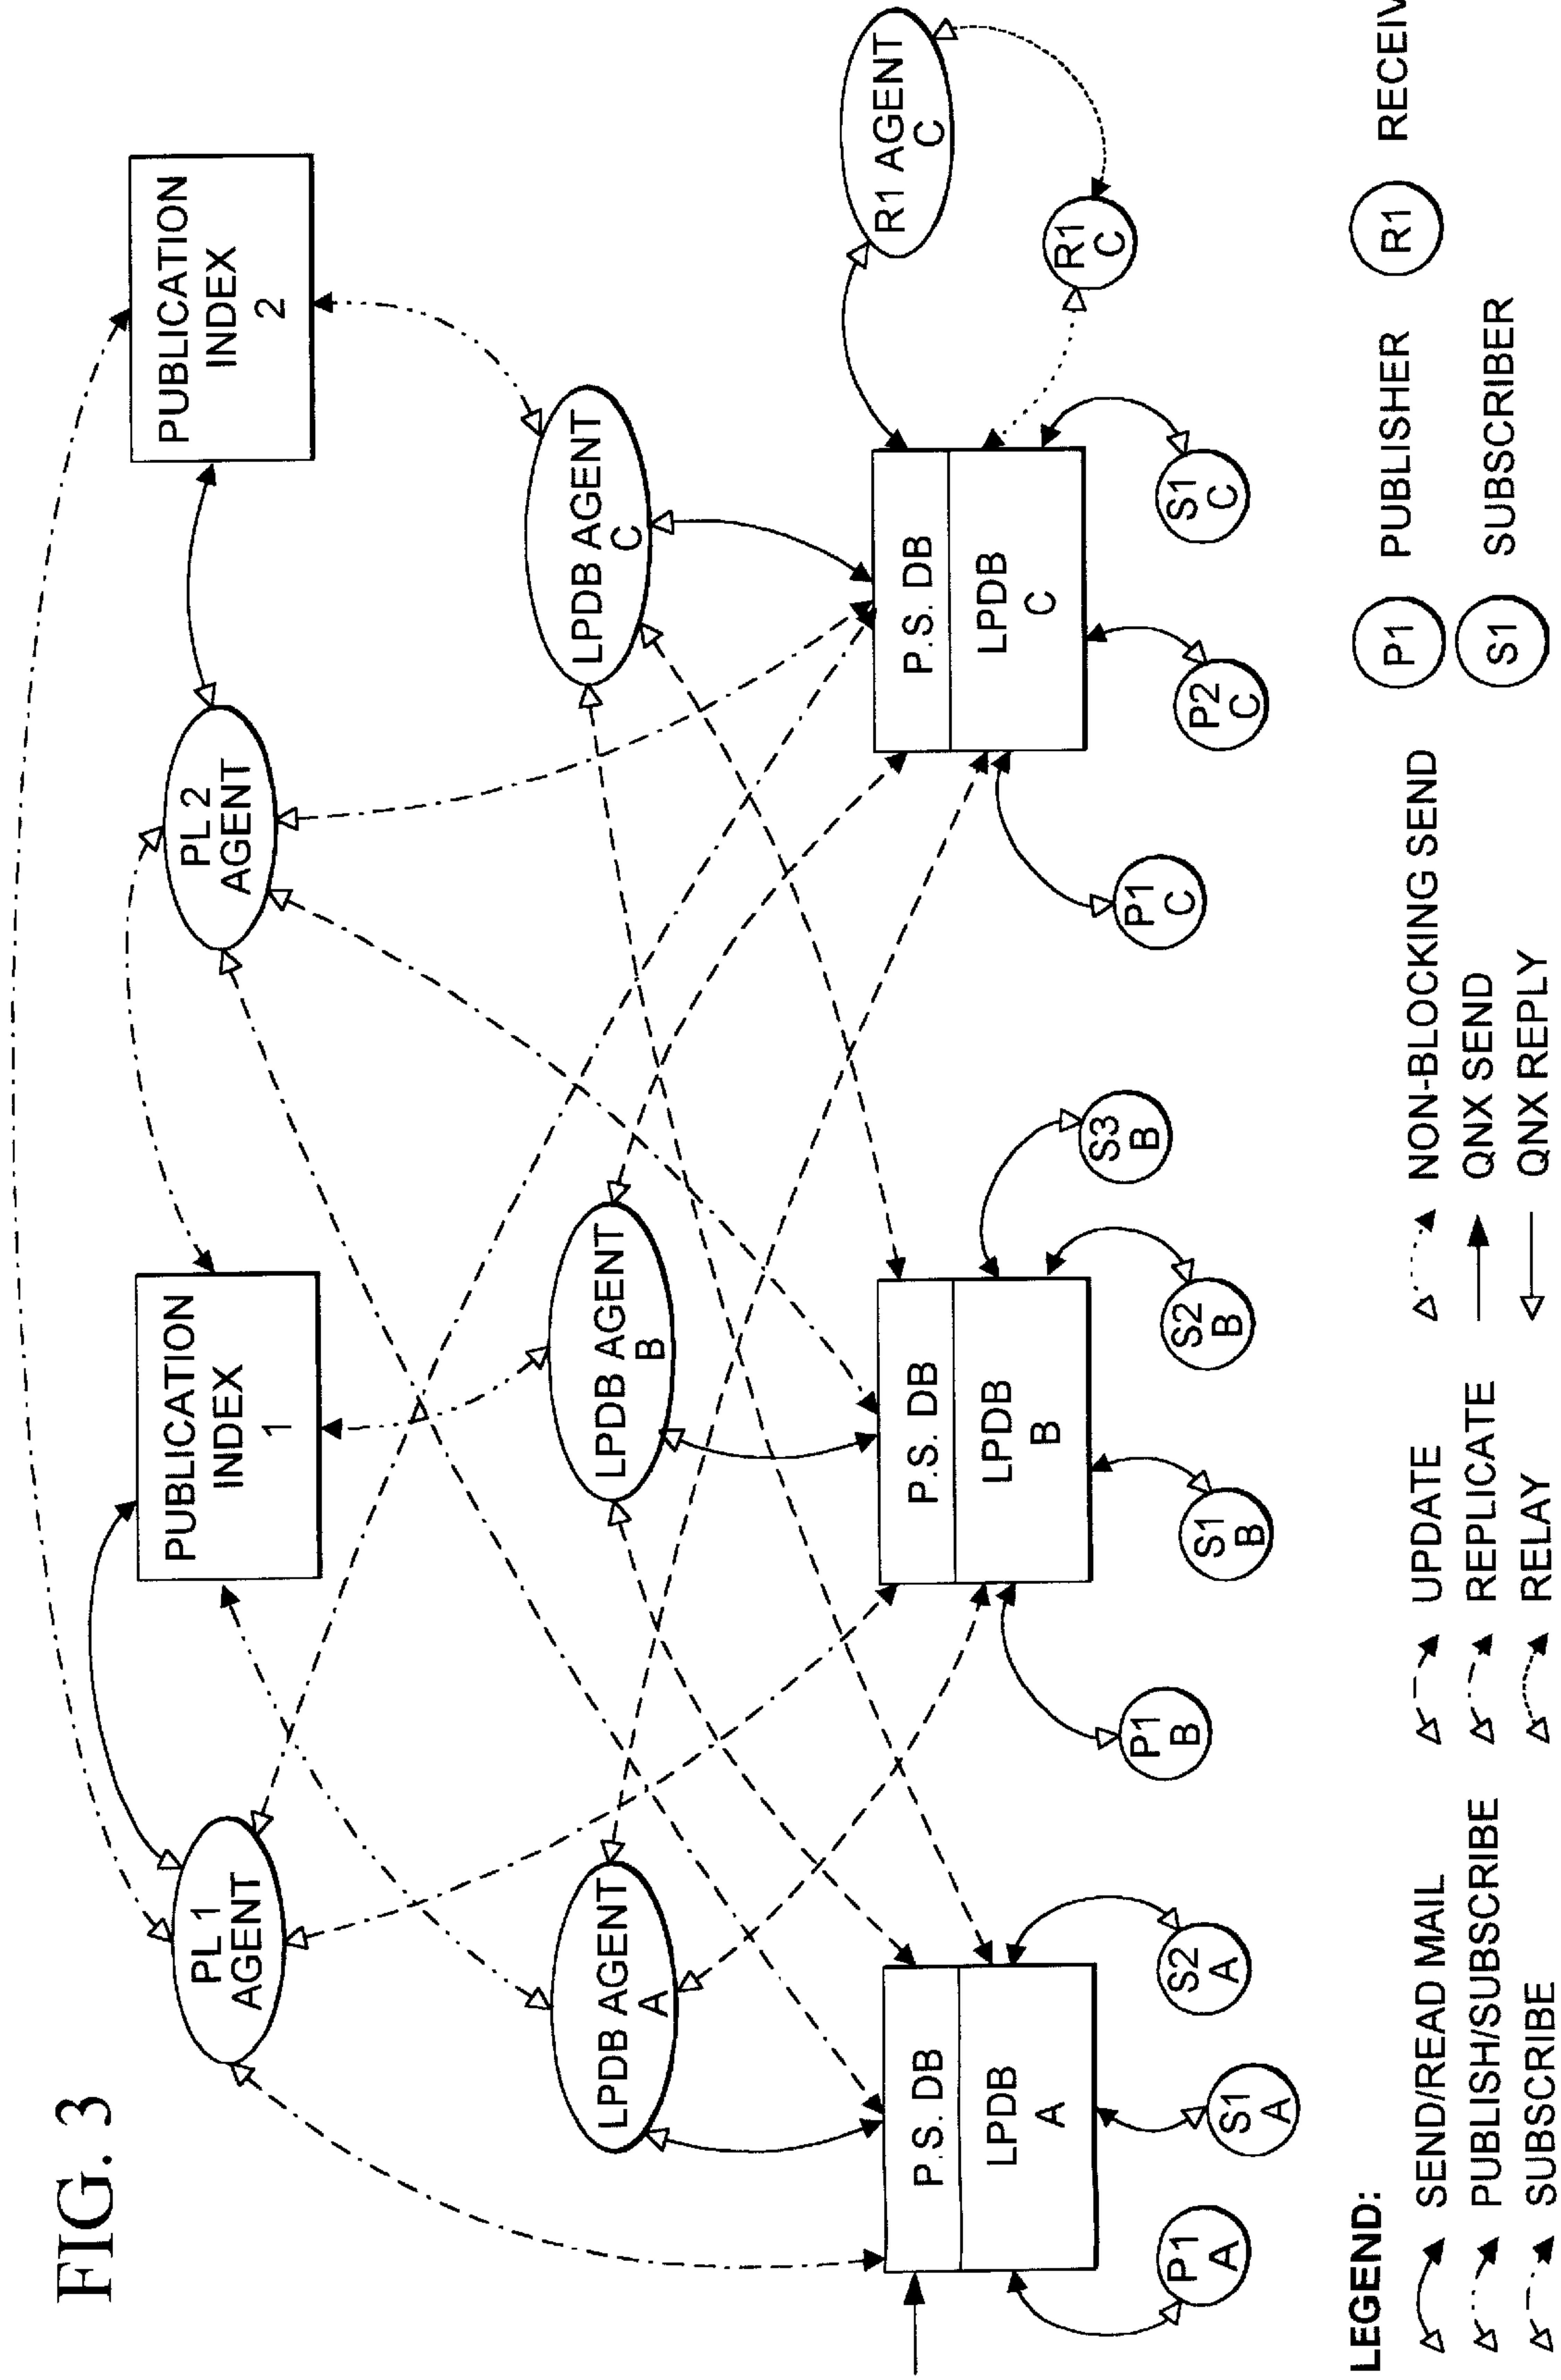 FIG. 3
PUBLICATION
INDEX
1
PUBLICATION
INDEX
2
PL 1
AGENT
PL 2
AGENT
LPDB AGENT
A
LPDB AGENT
B
LPDB AGENT
C
R1 AGENT
C
P.S. DB
LPDB
A
P.S. DB
LPDB
B
P.S. DB
LPDB
C
P1
A
S1
A
S2
A
P1
B
S1
B
S2
B
S3
B
P1
C
P2
C
S1
C
R1
C
LEGEND:
SEND/READ MAIL
PUBLISH/SUBSCRIBE
SUBSCRIBE
UPDATE
REPLICATE
RELAY
NON-BLOCKING SEND
QNX SEND
QNX REPLY
P1 PUBLISHER
S1 SUBSCRIBER
R1